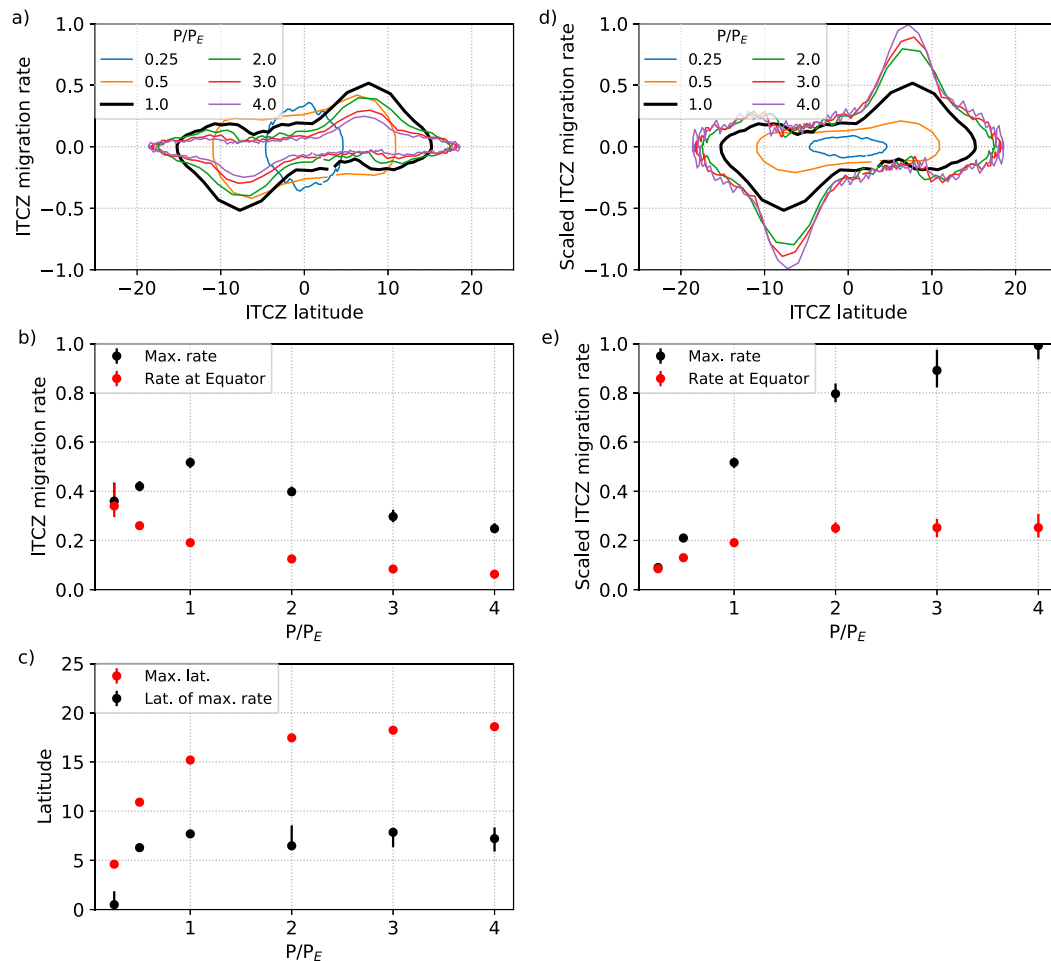 a)
ITCZ migration rate
1.0
0.5
0.0
−0.5
−1.0
P/PE
0.25 2.0
0.5 3.0
1.0 4.0
−20 −10 0 10 20
ITCZ latitude
d)
Scaled ITCZ migration rate
1.0
0.5
0.0
−0.5
−1.0
P/PE
0.25 2.0
0.5 3.0
1.0 4.0
−20 −10 0 10 20
ITCZ latitude
b)
ITCZ migration rate
1.0
0.8
0.6
0.4
0.2
0.0
Max. rate
Rate at Equator
1 2 3 4
P/PE
e)
Scaled ITCZ migration rate
1.0
0.8
0.6
0.4
0.2
0.0
Max. rate
Rate at Equator
1 2 3 4
P/PE
c)
Latitude
25
20
15
10
5
0
Max. lat.
Lat. of max. rate
1 2 3 4
P/PE